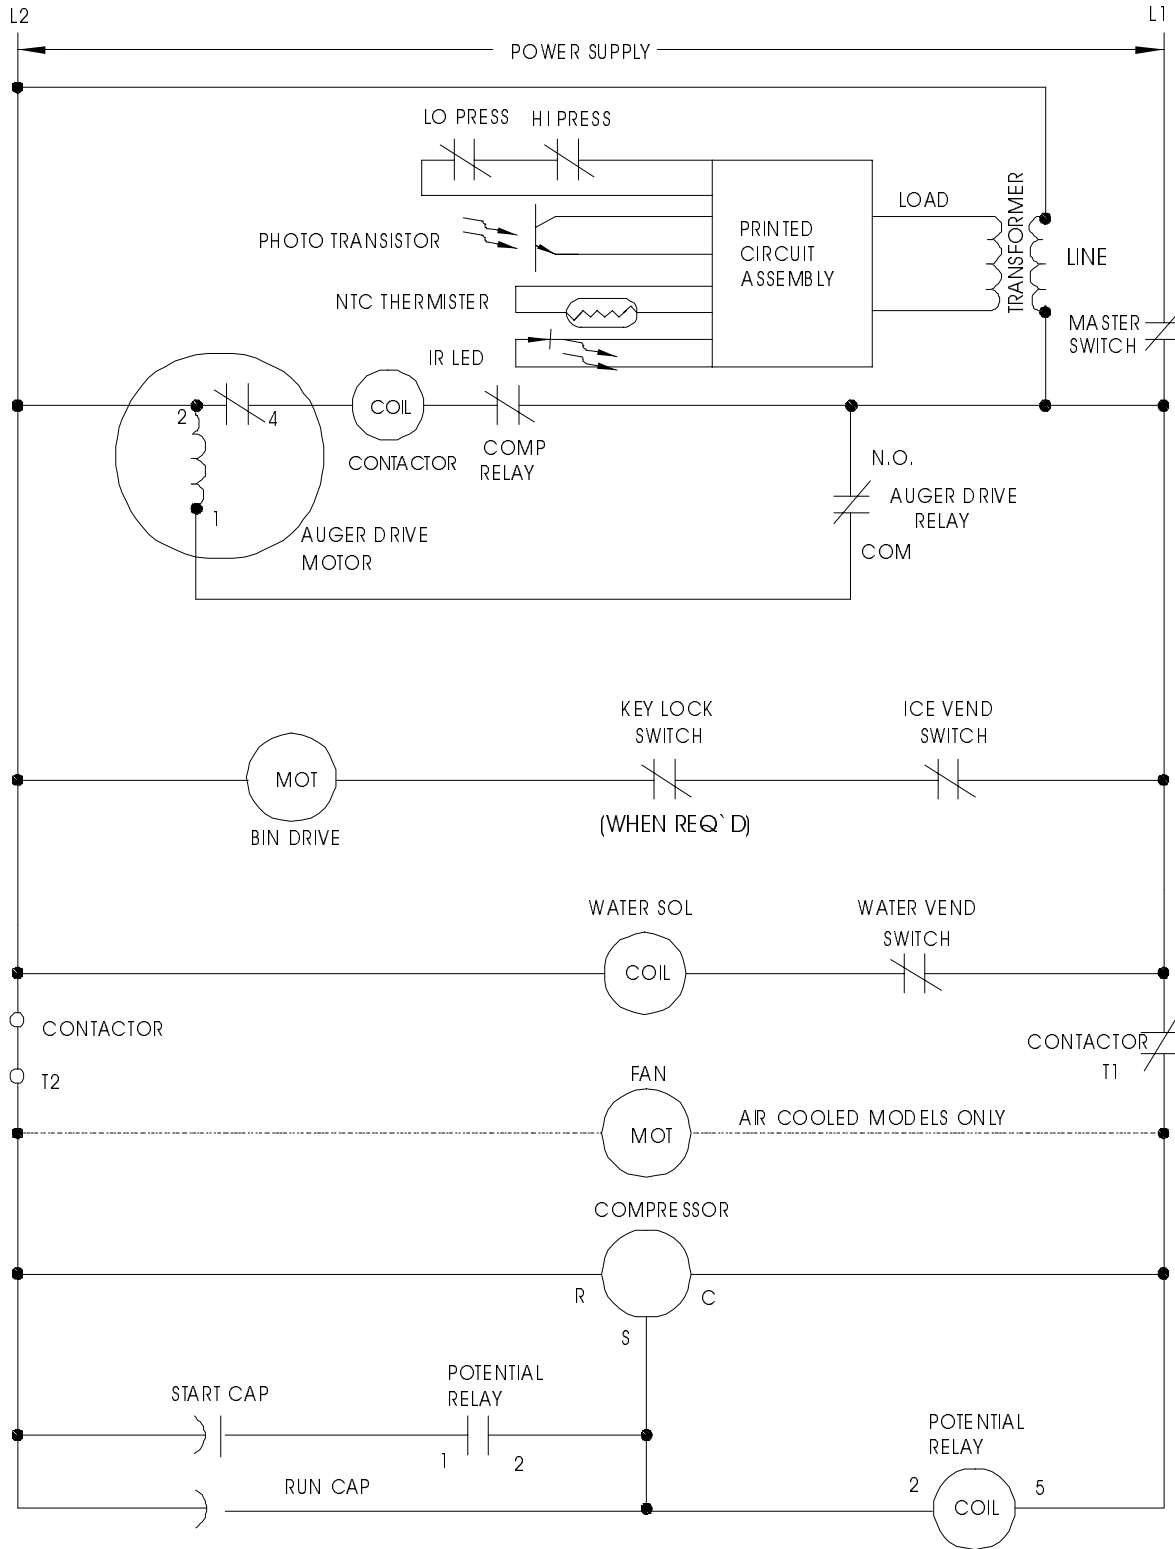 L2
L1
POWER SUPPLY
LO PRESS
HI PRESS
LOAD
TRANSFORMER
PHOTO TRANSISTOR
PRINTED
CIRCUIT
ASSEMBLY
LINE
NTC THERMISTER
MASTER
SWITCH
IR LED
2
4
COIL
CONTACTOR
COMP
RELAY
N.O.
AUGER DRIVE
RELAY
COM
1
AUGER DRIVE
MOTOR
KEY LOCK
SWITCH
ICE VEND
SWITCH
MOT
BIN DRIVE
(WHEN REQ`D)
WATER SOL
WATER VEND
SWITCH
COIL
CONTACTOR
T2
CONTACTOR
T1
FAN
MOT
AIR COOLED MODELS ONLY
COMPRESSOR
R
C
S
START CAP
POTENTIAL
RELAY
1
2
RUN CAP
POTENTIAL
RELAY
2
COIL
5